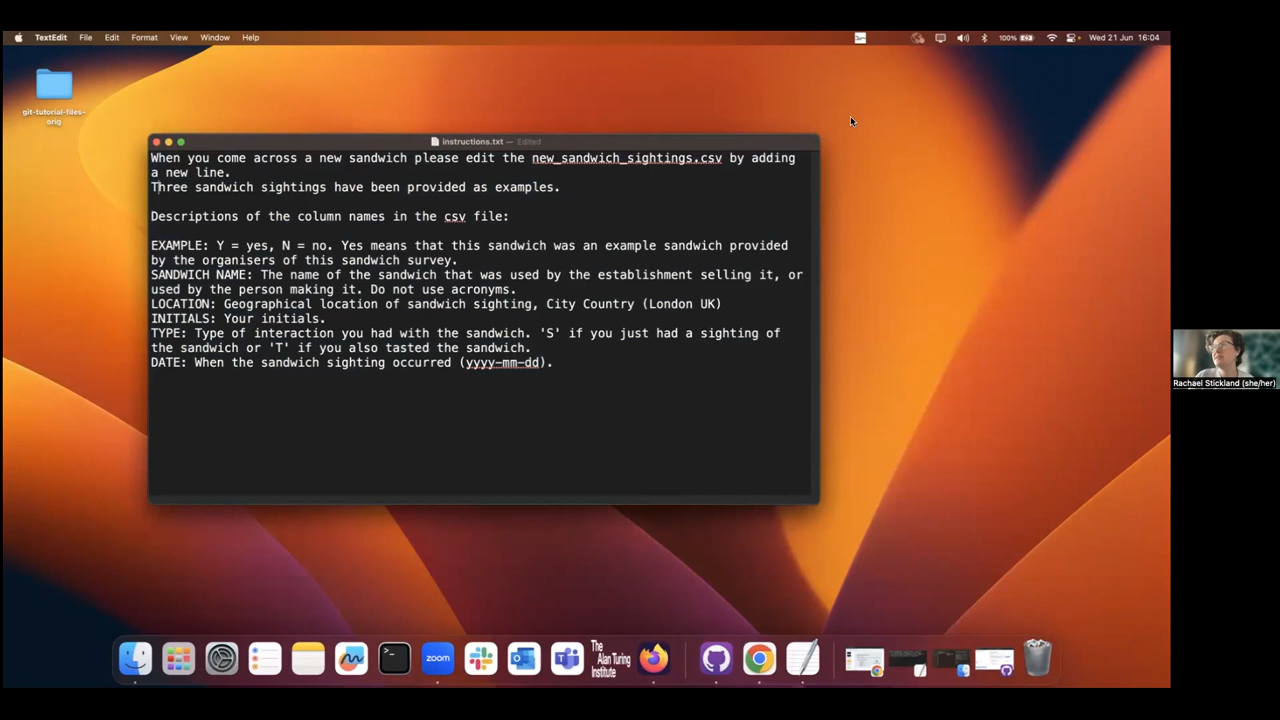 TextEdit File Edit Format View Window Help 100% Wed 21 Jun 16:04
git-tutorial-files-
orig
instructions.txt — Edited
When you come across a new sandwich please edit the new_sandwich_sightings.csv by adding
a new line.
Three sandwich sightings have been provided as examples.
Descriptions of the column names in the csv file:
EXAMPLE: Y = yes, N = no. Yes means that this sandwich was an example sandwich provided
by the organisers of this sandwich survey.
SANDWICH NAME: The name of the sandwich that was used by the establishment selling it, or
used by the person making it. Do not use acronyms.
LOCATION: Geographical location of sandwich sighting, City Country (London UK)
INITIALS: Your initials.
TYPE: Type of interaction you had with the sandwich. 'S' if you just had a sighting of
the sandwich or 'T' if you also tasted the sandwich.
DATE: When the sandwich sighting occurred (yyyy-mm-dd).
Rachael Stickland (she/her)
zoom
The
Alan Turing
Institute